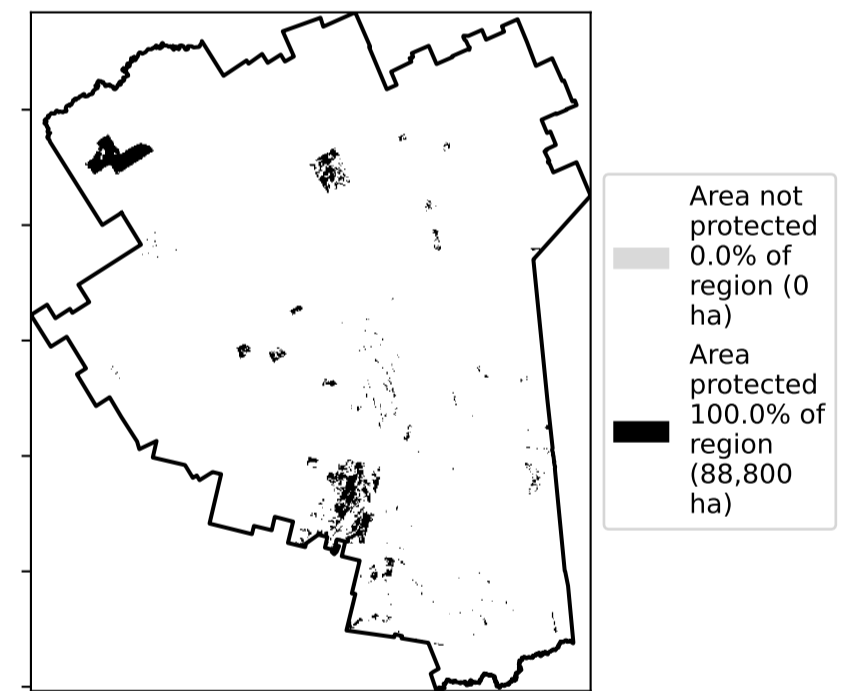 Area not
protected
0.0% of
region (0
ha)
Area
protected
100.0% of
region
(88,800
ha)